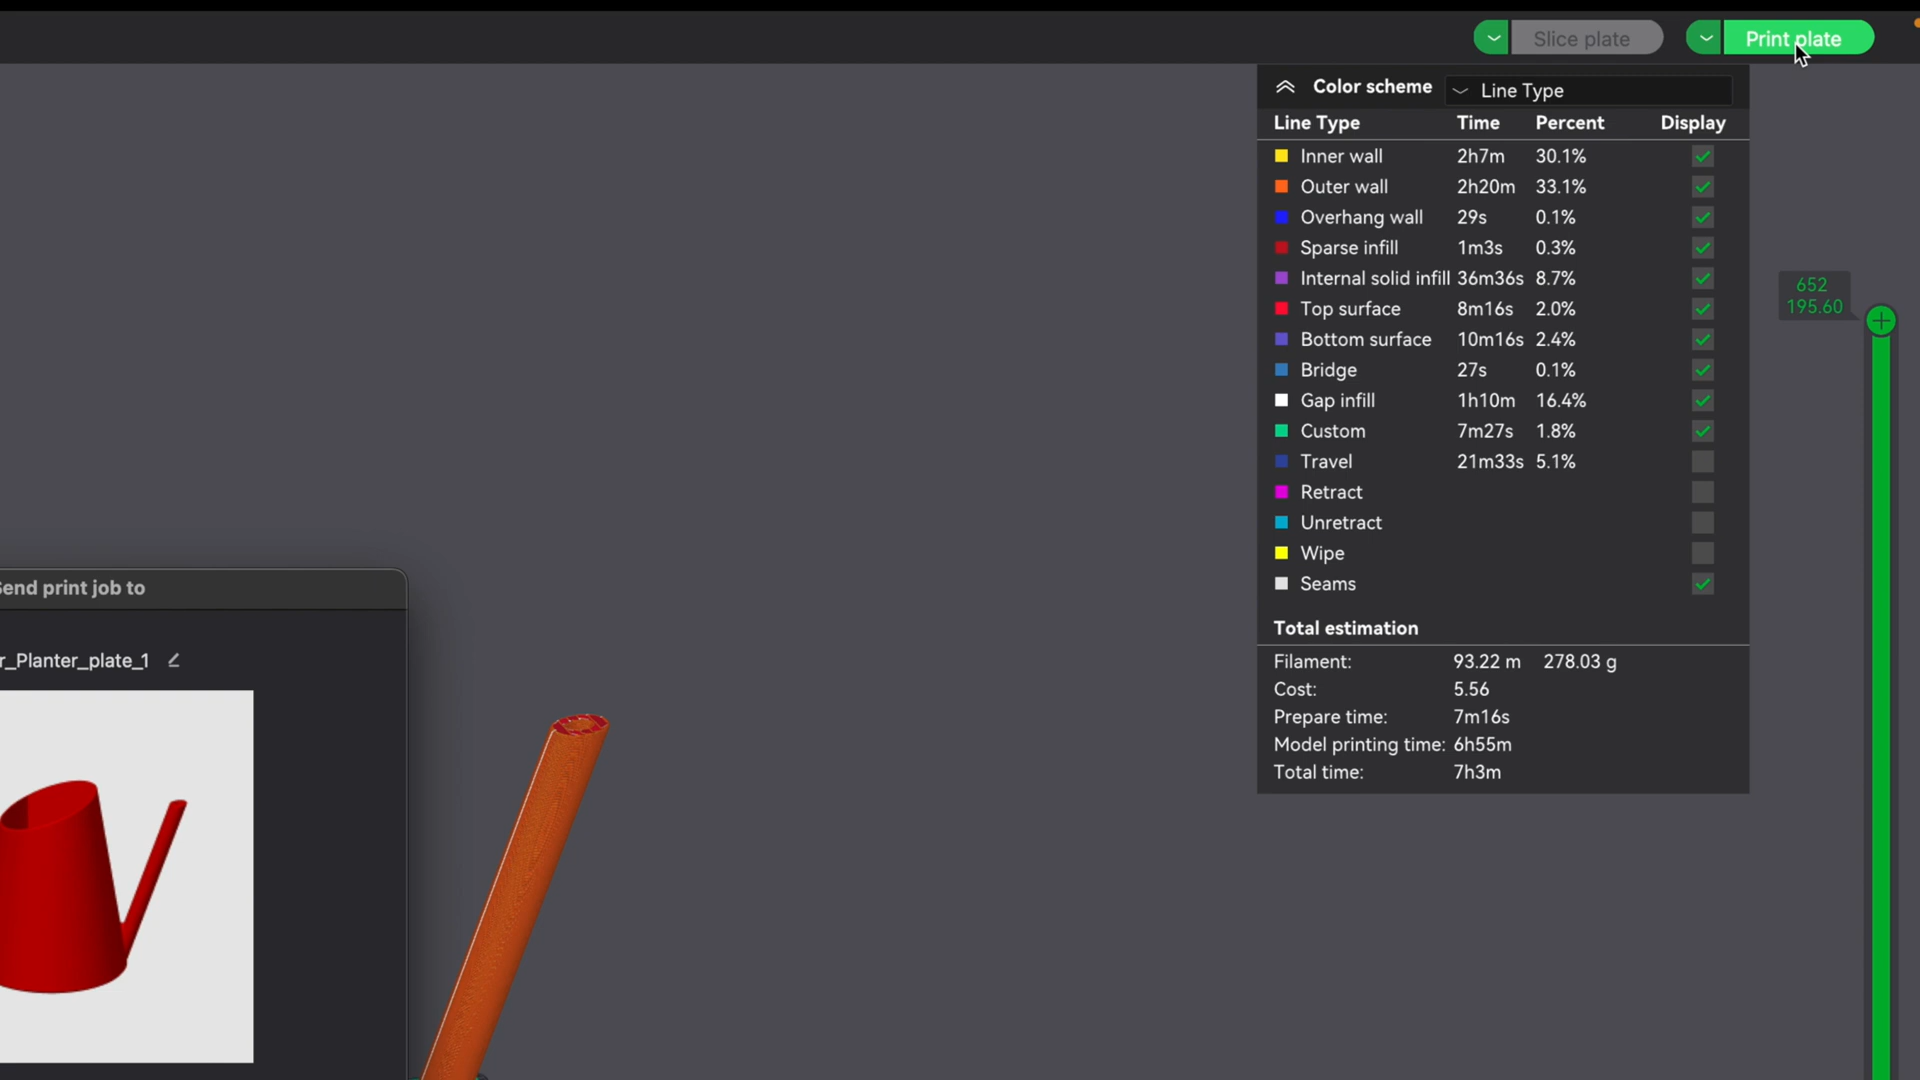 Slice plate
Print plate
Color scheme Line Type
Line Type Time Percent Display
Inner wall 2h7m 30.1%
Outer wall 2h20m 33.1%
Overhang wall 29s 0.1%
Sparse infill 1m3s 0.3%
Internal solid infill 36m36s 8.7%
Top surface 8m16s 2.0%
Bottom surface 10m16s 2.4%
Bridge 27s 0.1%
Gap infill 1h10m 16.4%
Custom 7m27s 1.8%
Travel 21m33s 5.1%
Retract
Unretract
Wipe
Seams
Total estimation
Filament: 93.22 m 278.03 g
Cost: 5.56
Prepare time: 7m16s
Model printing time: 6h55m
Total time: 7h3m
652
195.60
Send print job to
r_Planter_plate_1